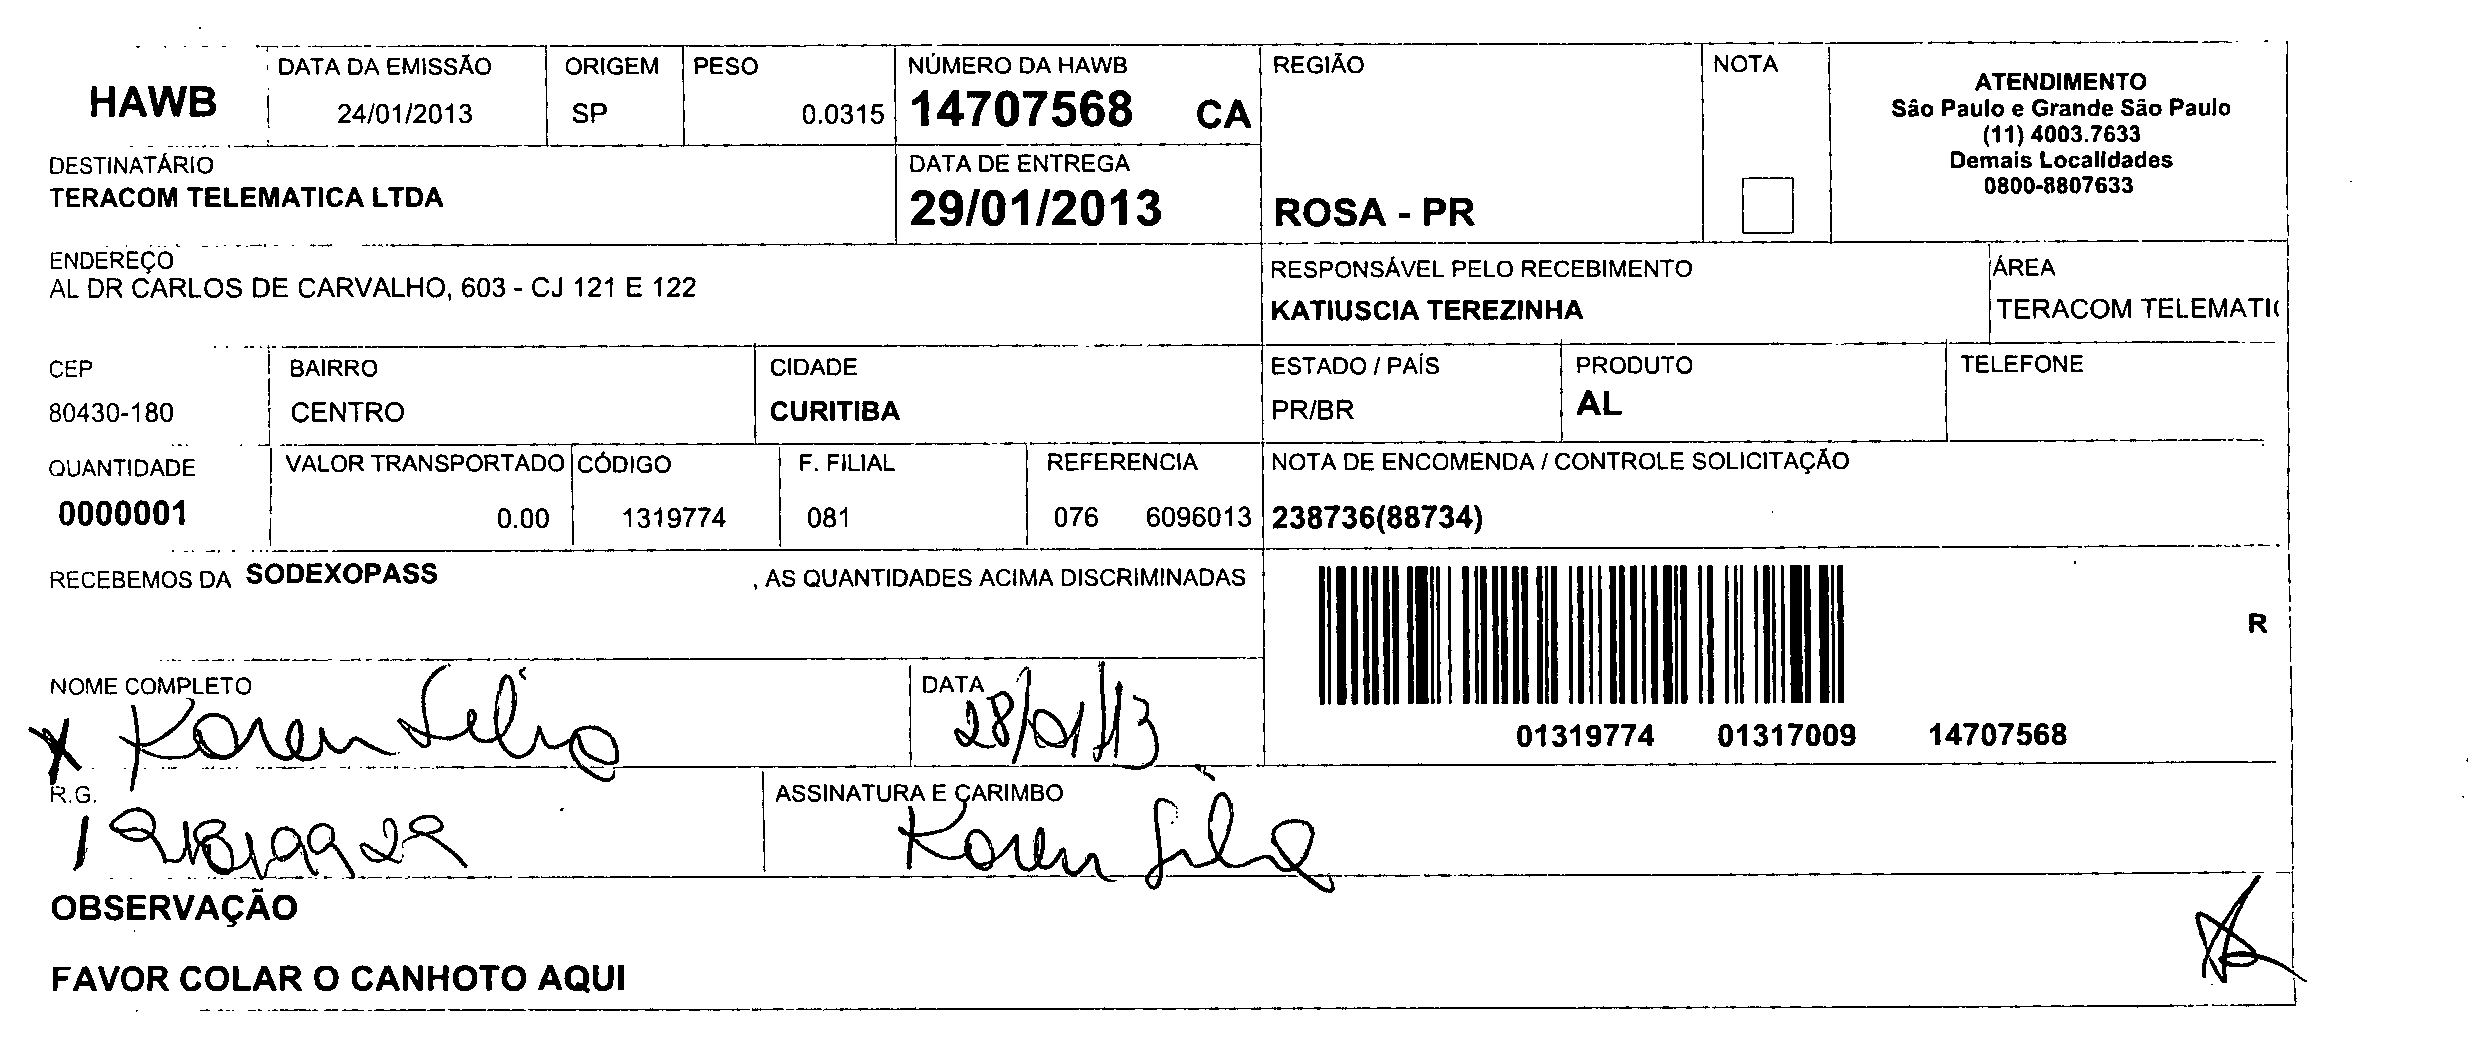 HAWB
DATA DA EMISSÃO
24/01/2013
ORIGEM
SP
PESO
0.0315
NÚMERO DA HAWB
14707568 CA
REGIÃO
ROSA - PR
NOTA
ATENDIMENTO
São Paulo e Grande São Paulo
(11) 4003.7633
Demais Localidades
0800-8807633
DESTINATÁRIO
TERACOM TELEMATICA LTDA
DATA DE ENTREGA
29/01/2013
ENDEREÇO
AL DR CARLOS DE CARVALHO, 603 - CJ 121 E 122
RESPONSÁVEL PELO RECEBIMENTO
KATIUSCIA TEREZINHA
ÁREA
TERACOM TELEMATI
CEP
80430-180
BAIRRO
CENTRO
CIDADE
CURITIBA
ESTADO / PAÍS
PR/BR
PRODUTO
AL
TELEFONE
QUANTIDADE
0000001
VALOR TRANSPORTADO
0.00
CÓDIGO
1319774
F. FILIAL
081
REFERENCIA
076 6096013
NOTA DE ENCOMENDA / CONTROLE SOLICITAÇÃO
238736(88734)
RECEBEMOS DA SODEXOPASS , AS QUANTIDADES ACIMA DISCRIMINADAS
R
01319774 01317009 14707568
NOME COMPLETO
Karen Silva
DATA
28/01/13
R.G.
ASSINATURA E CARIMBO
Karen Silva
OBSERVAÇÃO
FAVOR COLAR O CANHOTO AQUI